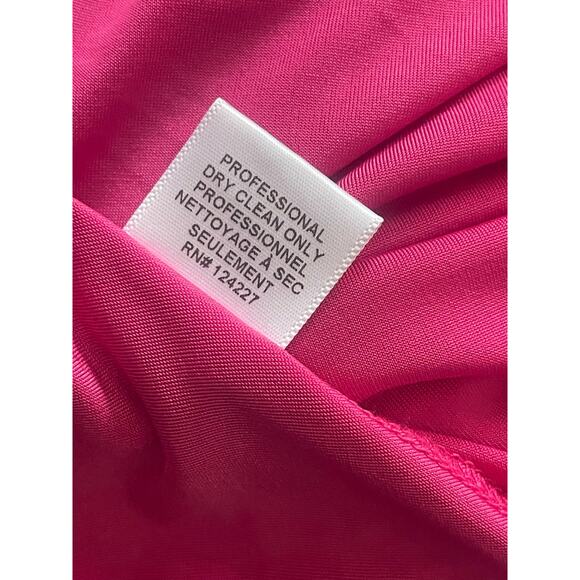 PROFESSIONAL
DRY CLEAN ONLY
PROFESSIONNEL
NETTOYAGE À SEC
SEULEMENT
RN# 124227